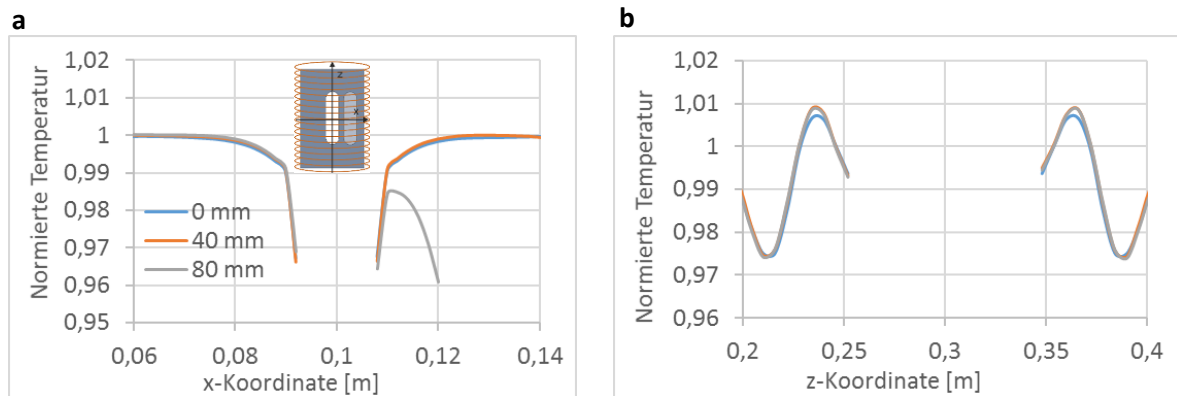 a
Normierte Temperatur
1,02
1,01
1
0,99
0,98
0,97
0,96
0,95
z
x
0 mm
40 mm
80 mm
0,06
0,08
0,1
0,12
0,14
x-Koordinate [m]
b
Normierte Temperatur
1,02
1,01
1
0,99
0,98
0,97
0,96
0,2
0,25
0,3
0,35
0,4
z-Koordinate [m]